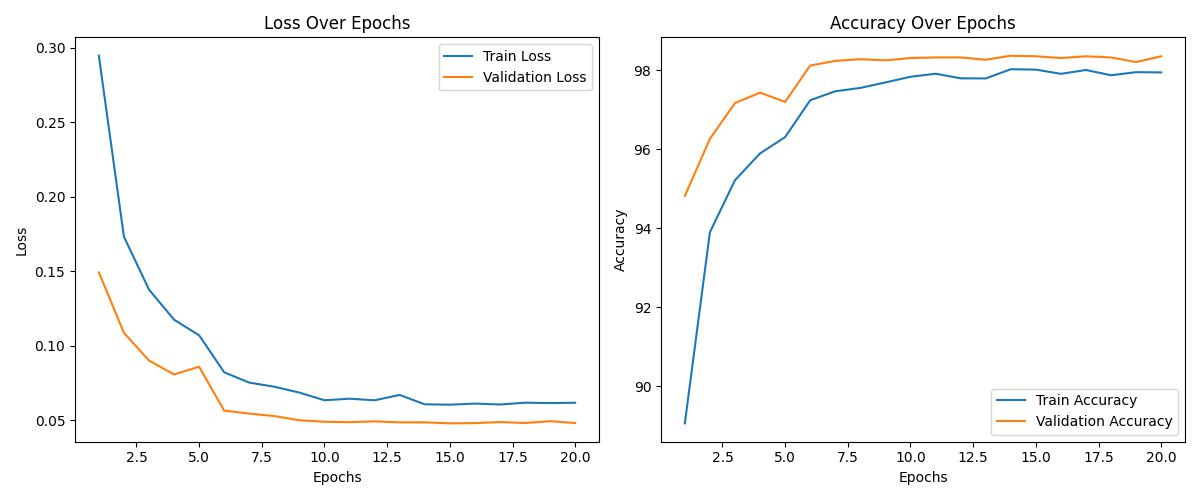 Loss Over Epochs
Train Loss
Validation Loss
0.30
0.25
0.20
0.15
0.10
0.05
Loss
2.5 5.0 7.5 10.0 12.5 15.0 17.5 20.0
Epochs
Accuracy Over Epochs
98
96
94
92
90
Accuracy
Train Accuracy
Validation Accuracy
2.5 5.0 7.5 10.0 12.5 15.0 17.5 20.0
Epochs